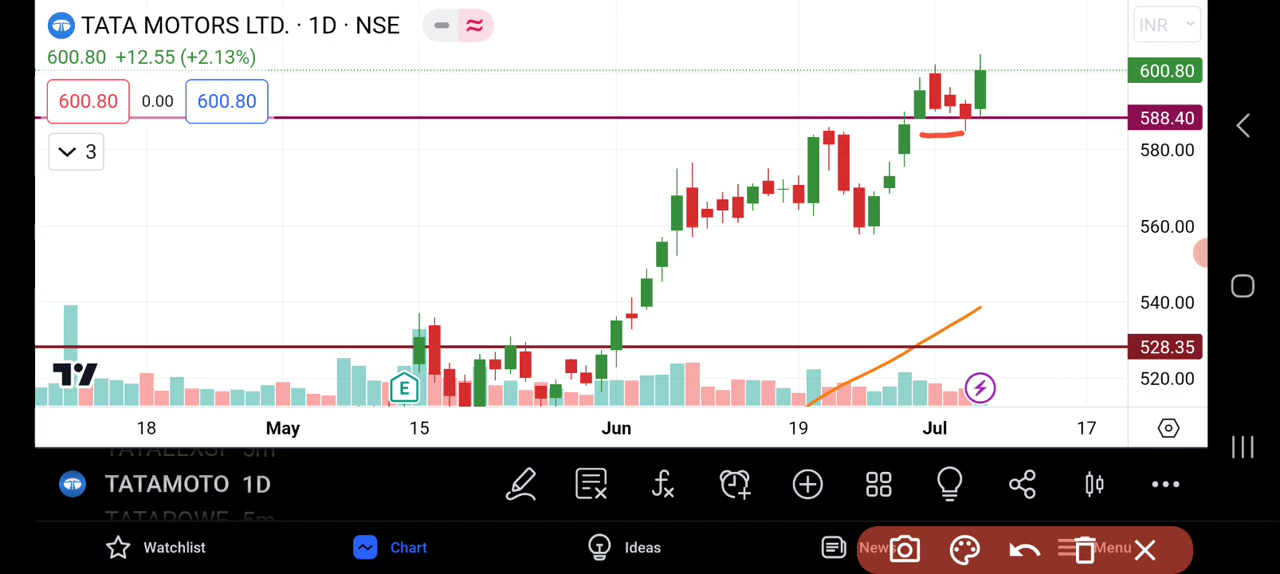 TATA MOTORS LTD. · 1D · NSE
INR
600.80 +12.55 (+2.13%)
600.80
600.80 0.00 600.80
588.40
3
580.00
560.00
540.00
528.35
E
520.00
18 May 15 Jun 19 Jul 17
TATAMOTO 1D
Watchlist Chart Ideas News Menu